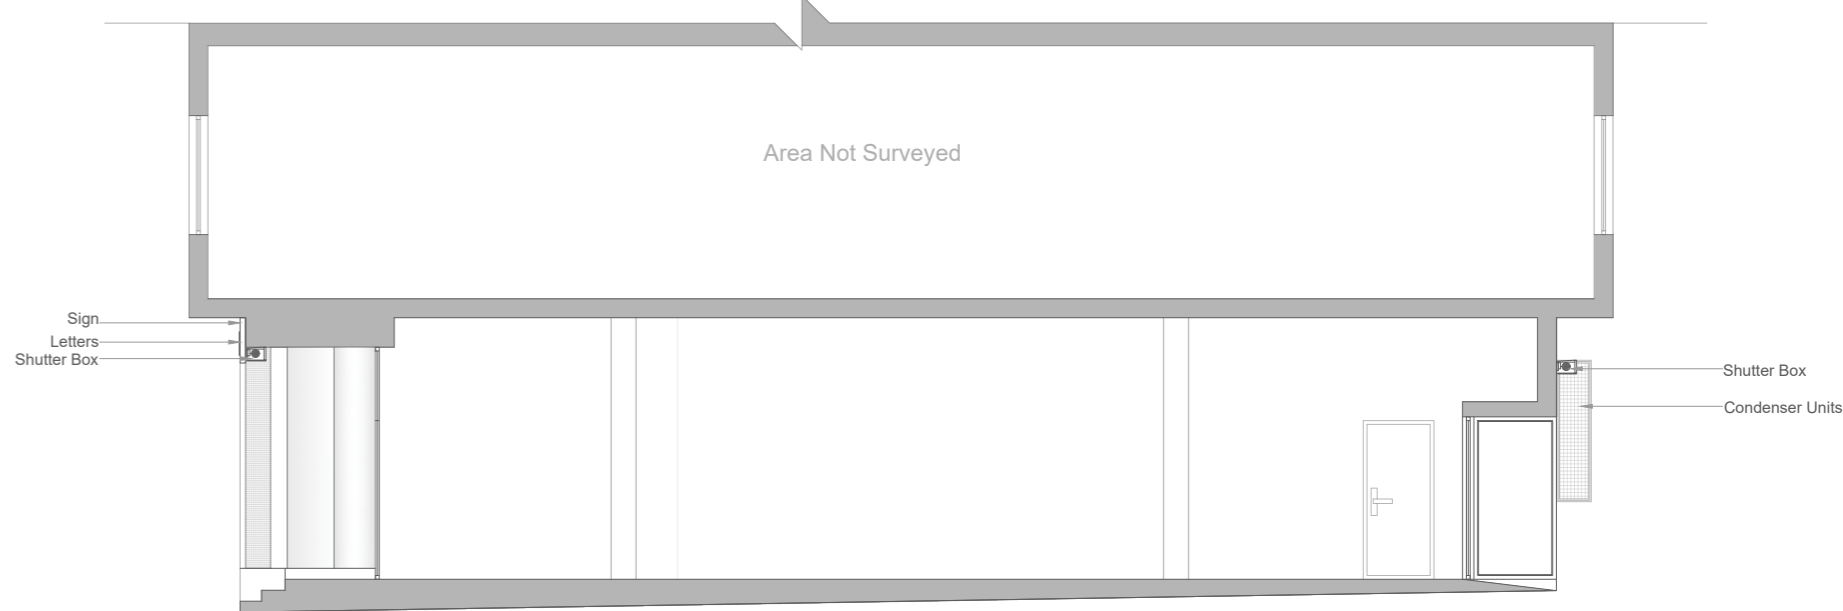 Area Not Surveyed
Sign
Letters
Shutter Box
Shutter Box
Condenser Units